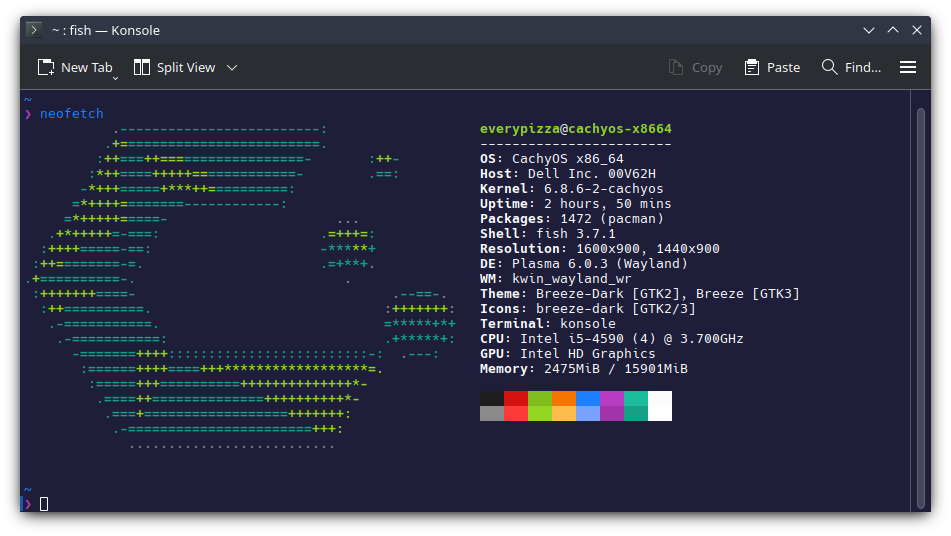 ~ : fish — Konsole
New Tab
Split View
Copy
Paste
Find...
~
❯ neofetch
everypizza@cachyos-x8664
------------------------
OS: CachyOS x86_64
Host: Dell Inc. 00V62H
Kernel: 6.8.6-2-cachyos
Uptime: 2 hours, 50 mins
Packages: 1472 (pacman)
Shell: fish 3.7.1
Resolution: 1600x900, 1440x900
DE: Plasma 6.0.3 (Wayland)
WM: kwin_wayland_wr
Theme: Breeze-Dark [GTK2], Breeze [GTK3]
Icons: breeze-dark [GTK2/3]
Terminal: konsole
CPU: Intel i5-4590 (4) @ 3.700GHz
GPU: Intel HD Graphics
Memory: 2475MiB / 15901MiB
~
❯